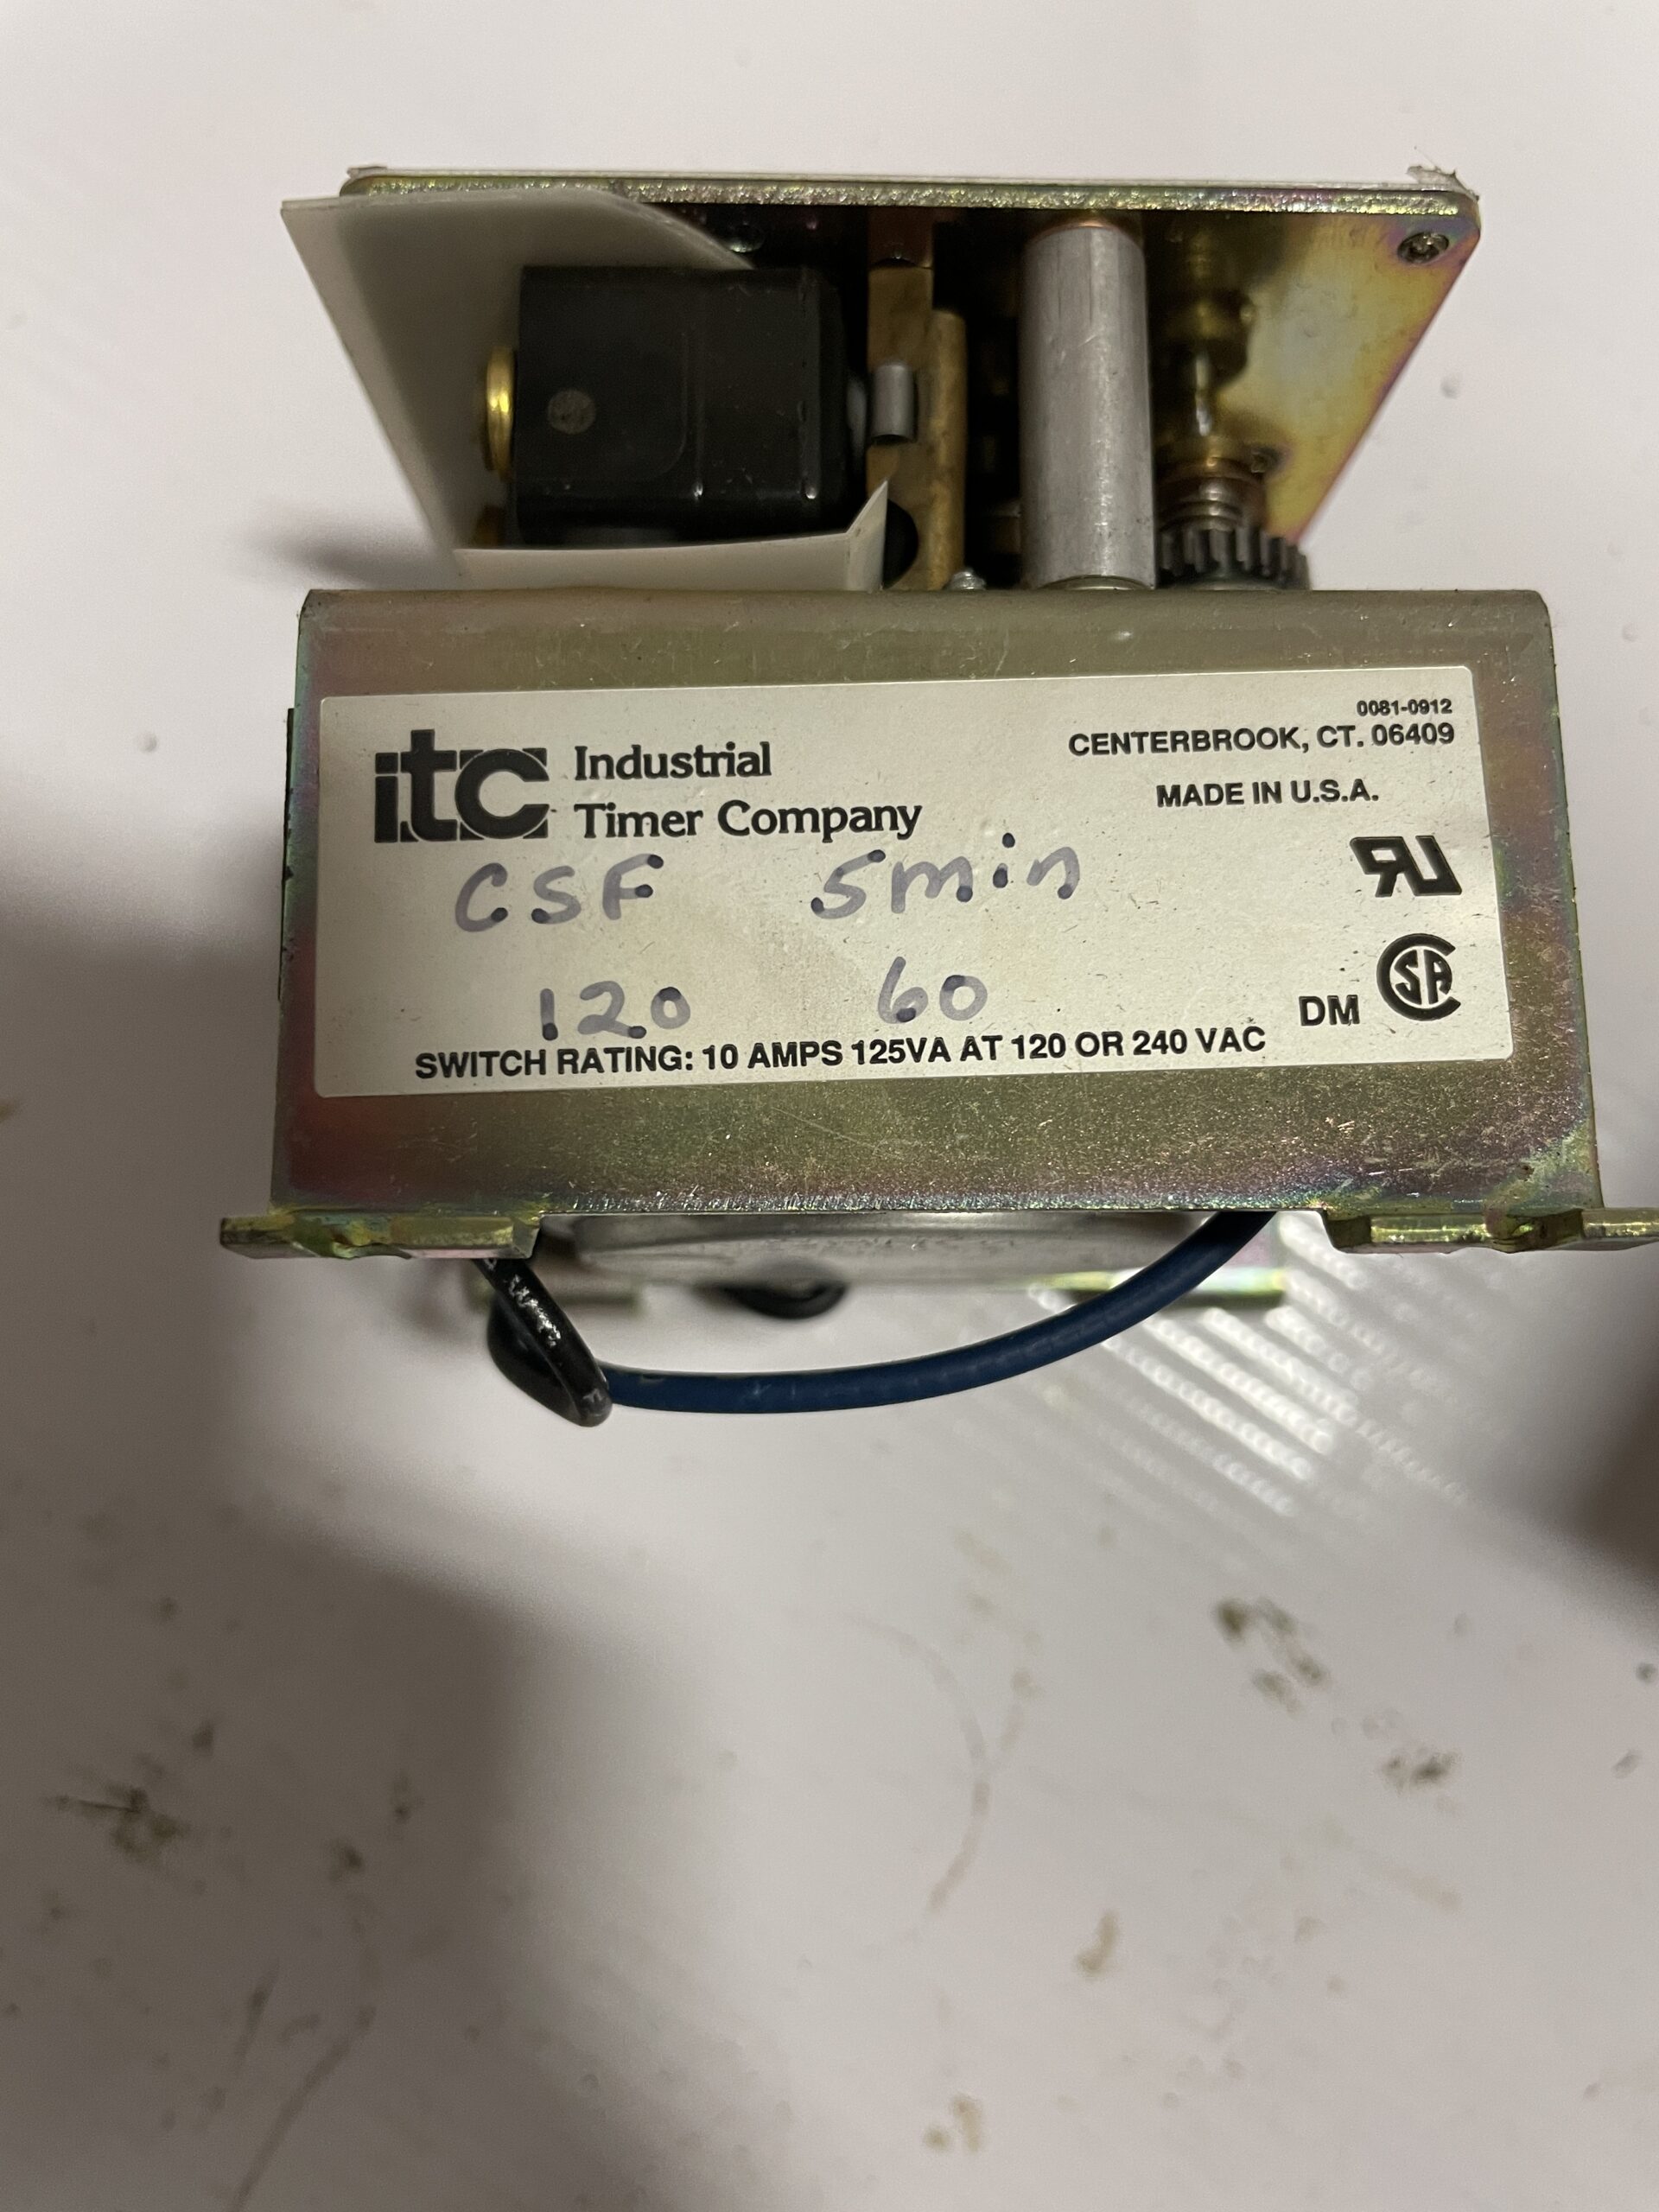 itc Industrial
Timer Company
0081-0912
CENTERBROOK, CT. 06409
MADE IN U.S.A.
CSF 5min
120 60
DM
SWITCH RATING: 10 AMPS 125VA AT 120 OR 240 VAC